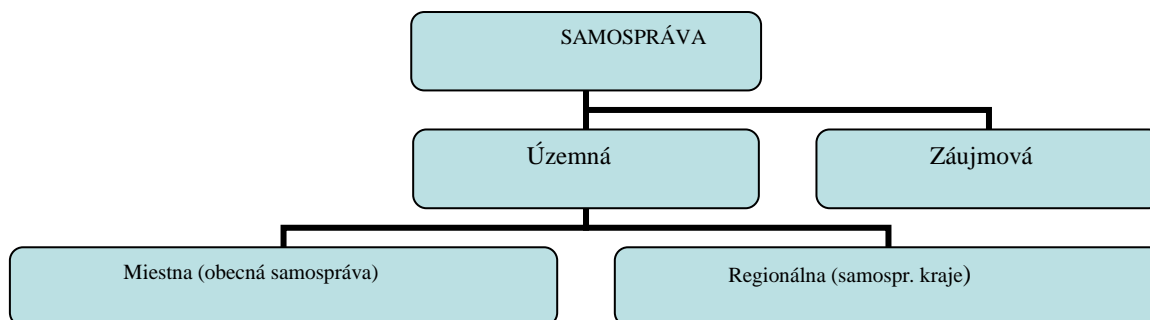 SAMOSPRÁVA
Územná
Záujmová
Miestna (obecná samospráva)
Regionálna (samospr. kraje)